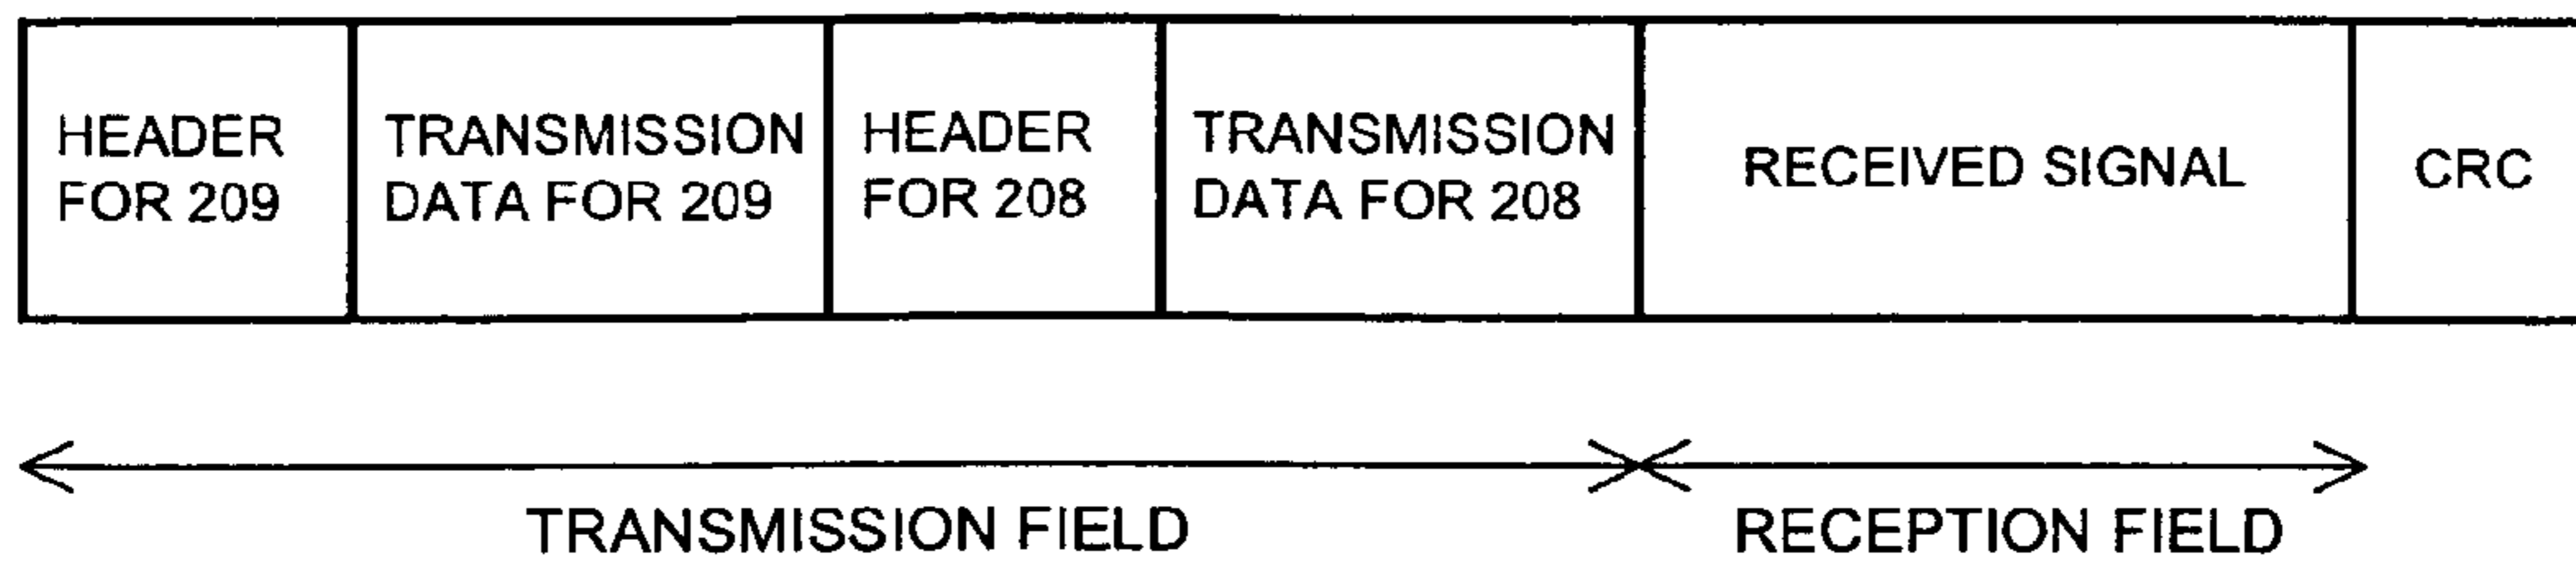 HEADER
FOR 209
TRANSMISSION
DATA FOR 209
HEADER
FOR 208
TRANSMISSION
DATA FOR 208
RECEIVED SIGNAL
CRC
TRANSMISSION FIELD
RECEPTION FIELD